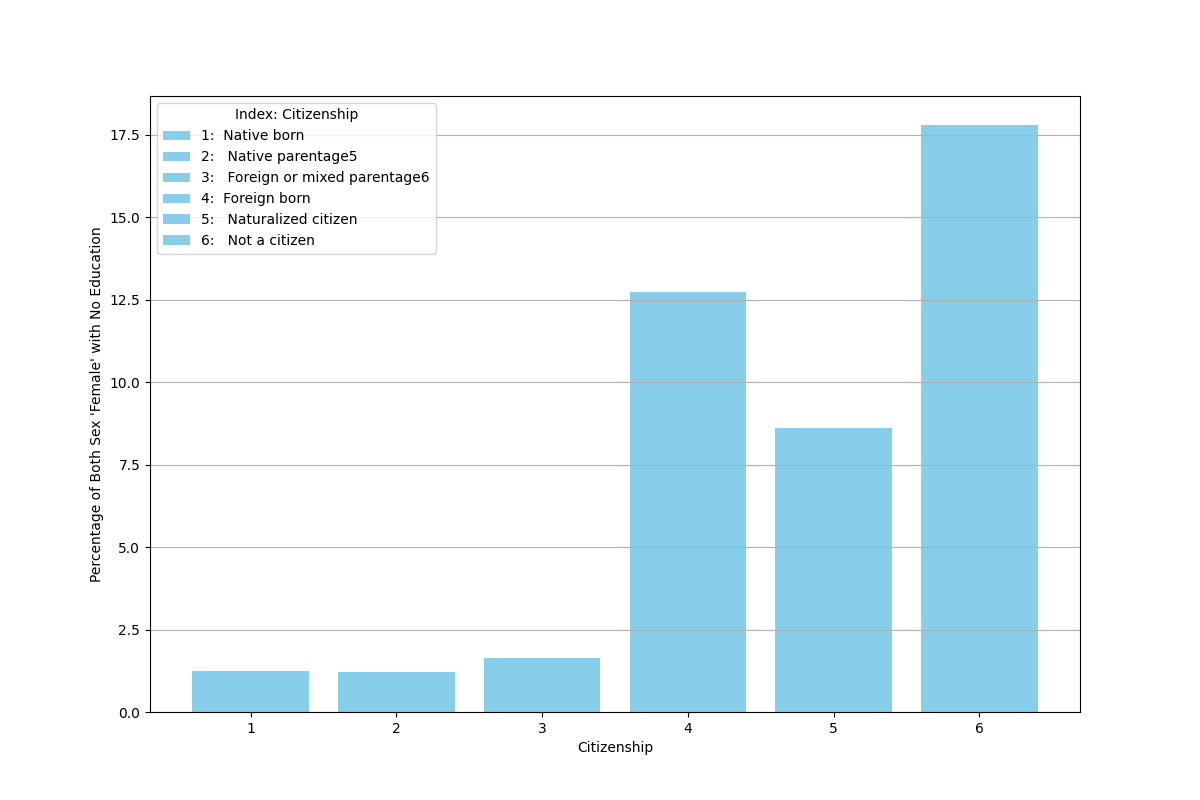 Index: Citizenship
1:  Native born
2:   Native parentage5
3:   Foreign or mixed parentage6
4:  Foreign born
5:   Naturalized citizen
6:   Not a citizen
Percentage of Both Sex 'Female' with No Education
17.5
15.0
12.5
10.0
7.5
5.0
2.5
0.0
1 2 3 4 5 6
Citizenship